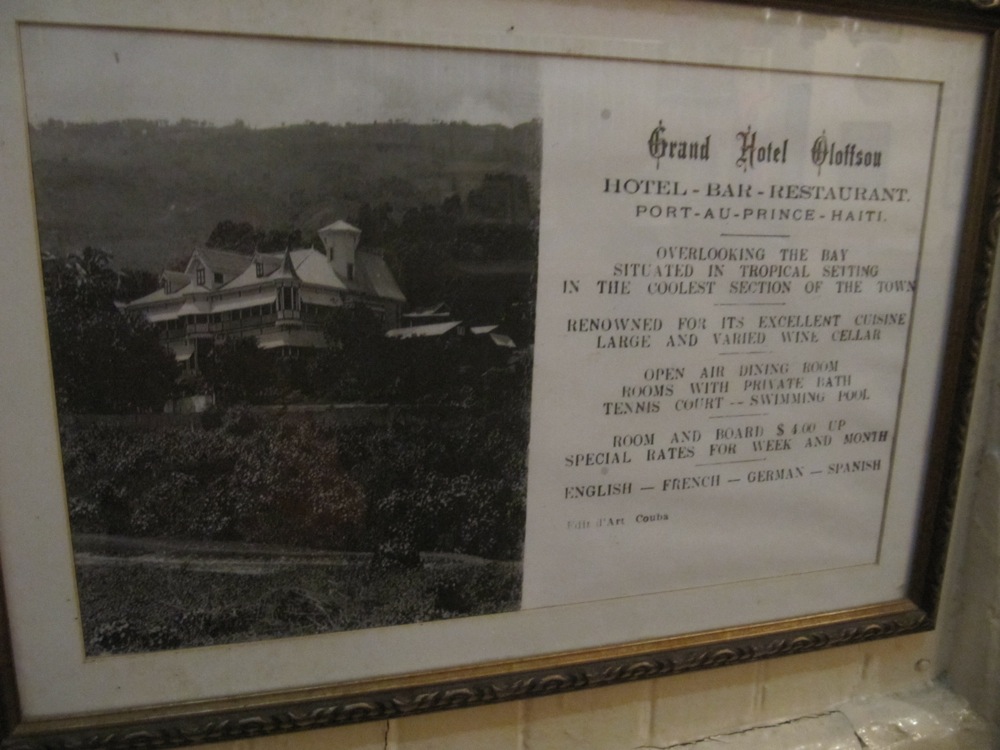 Grand Hotel Oloffson
HOTEL - BAR - RESTAURANT.
PORT-AU-PRINCE - HAITI.
OVERLOOKING THE BAY
SITUATED IN TROPICAL SETTING
IN THE COOLEST SECTION OF THE TOWN
RENOWNED FOR ITS EXCELLENT CUISINE
LARGE AND VARIED WINE CELLAR
OPEN AIR DINING ROOM
ROOMS WITH PRIVATE BATH
TENNIS COURT -- SWIMMING POOL
ROOM AND BOARD $ 4.00 UP
SPECIAL RATES FOR WEEK AND MONTH
ENGLISH — FRENCH — GERMAN — SPANISH
Edit d'Art Couba